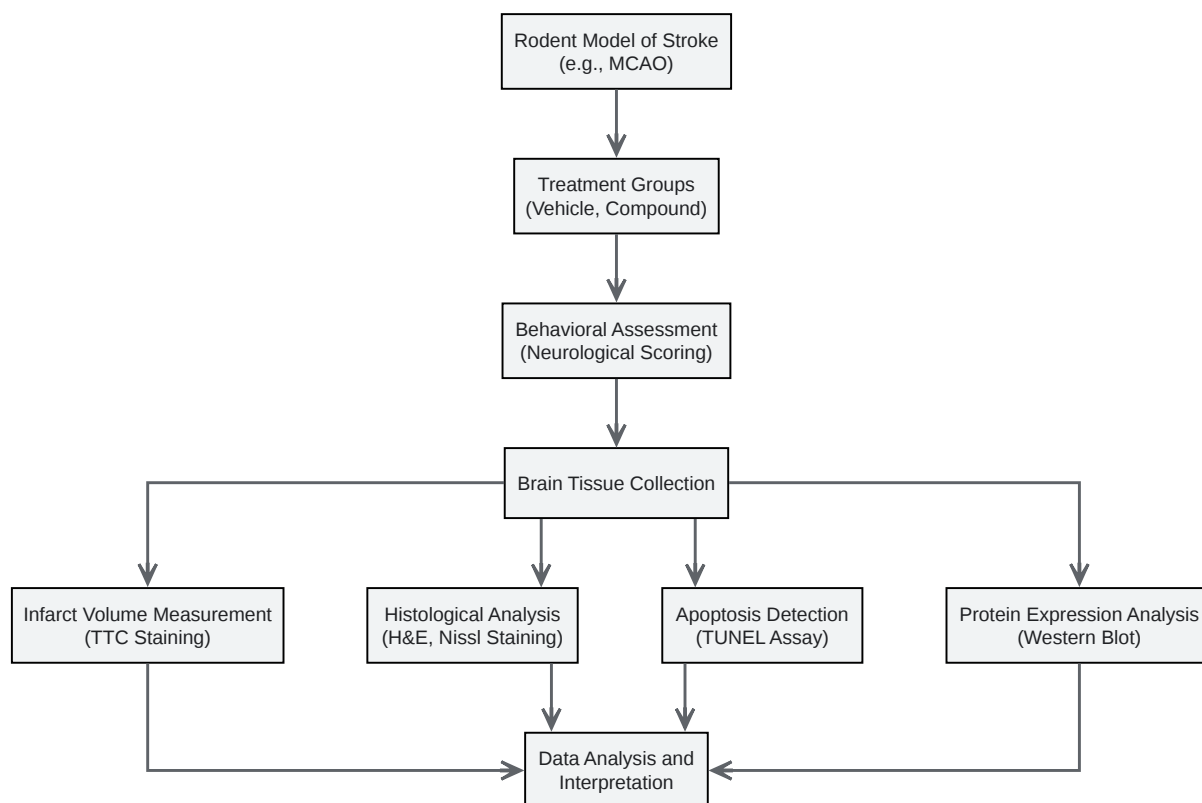 Rodent Model of Stroke
(e.g., MCAO)
Treatment Groups
(Vehicle, Compound)
Behavioral Assessment
(Neurological Scoring)
Brain Tissue Collection
Infarct Volume Measurement
(TTC Staining)
Histological Analysis
(H&E, Nissl Staining)
Apoptosis Detection
(TUNEL Assay)
Protein Expression Analysis
(Western Blot)
Data Analysis and
Interpretation